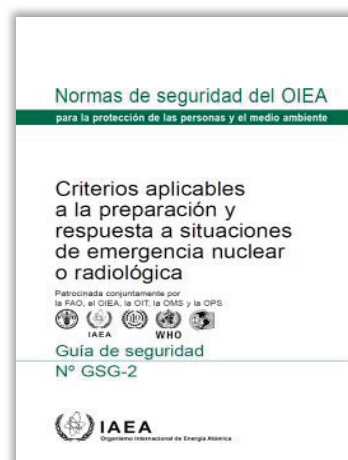 Normas de seguridad del OIEA
para la protección de las personas y el medio ambiente
Criterios aplicables
a la preparación y
respuesta a situaciones
de emergencia nuclear
o radiológica
Patrocinada conjuntamente por
la FAO, el OIEA, la OIT, la OMS y la OPS
IAEA
WHO
Guía de seguridad
Nº GSG-2
IAEA
Organismo Internacional de Energía Atómica